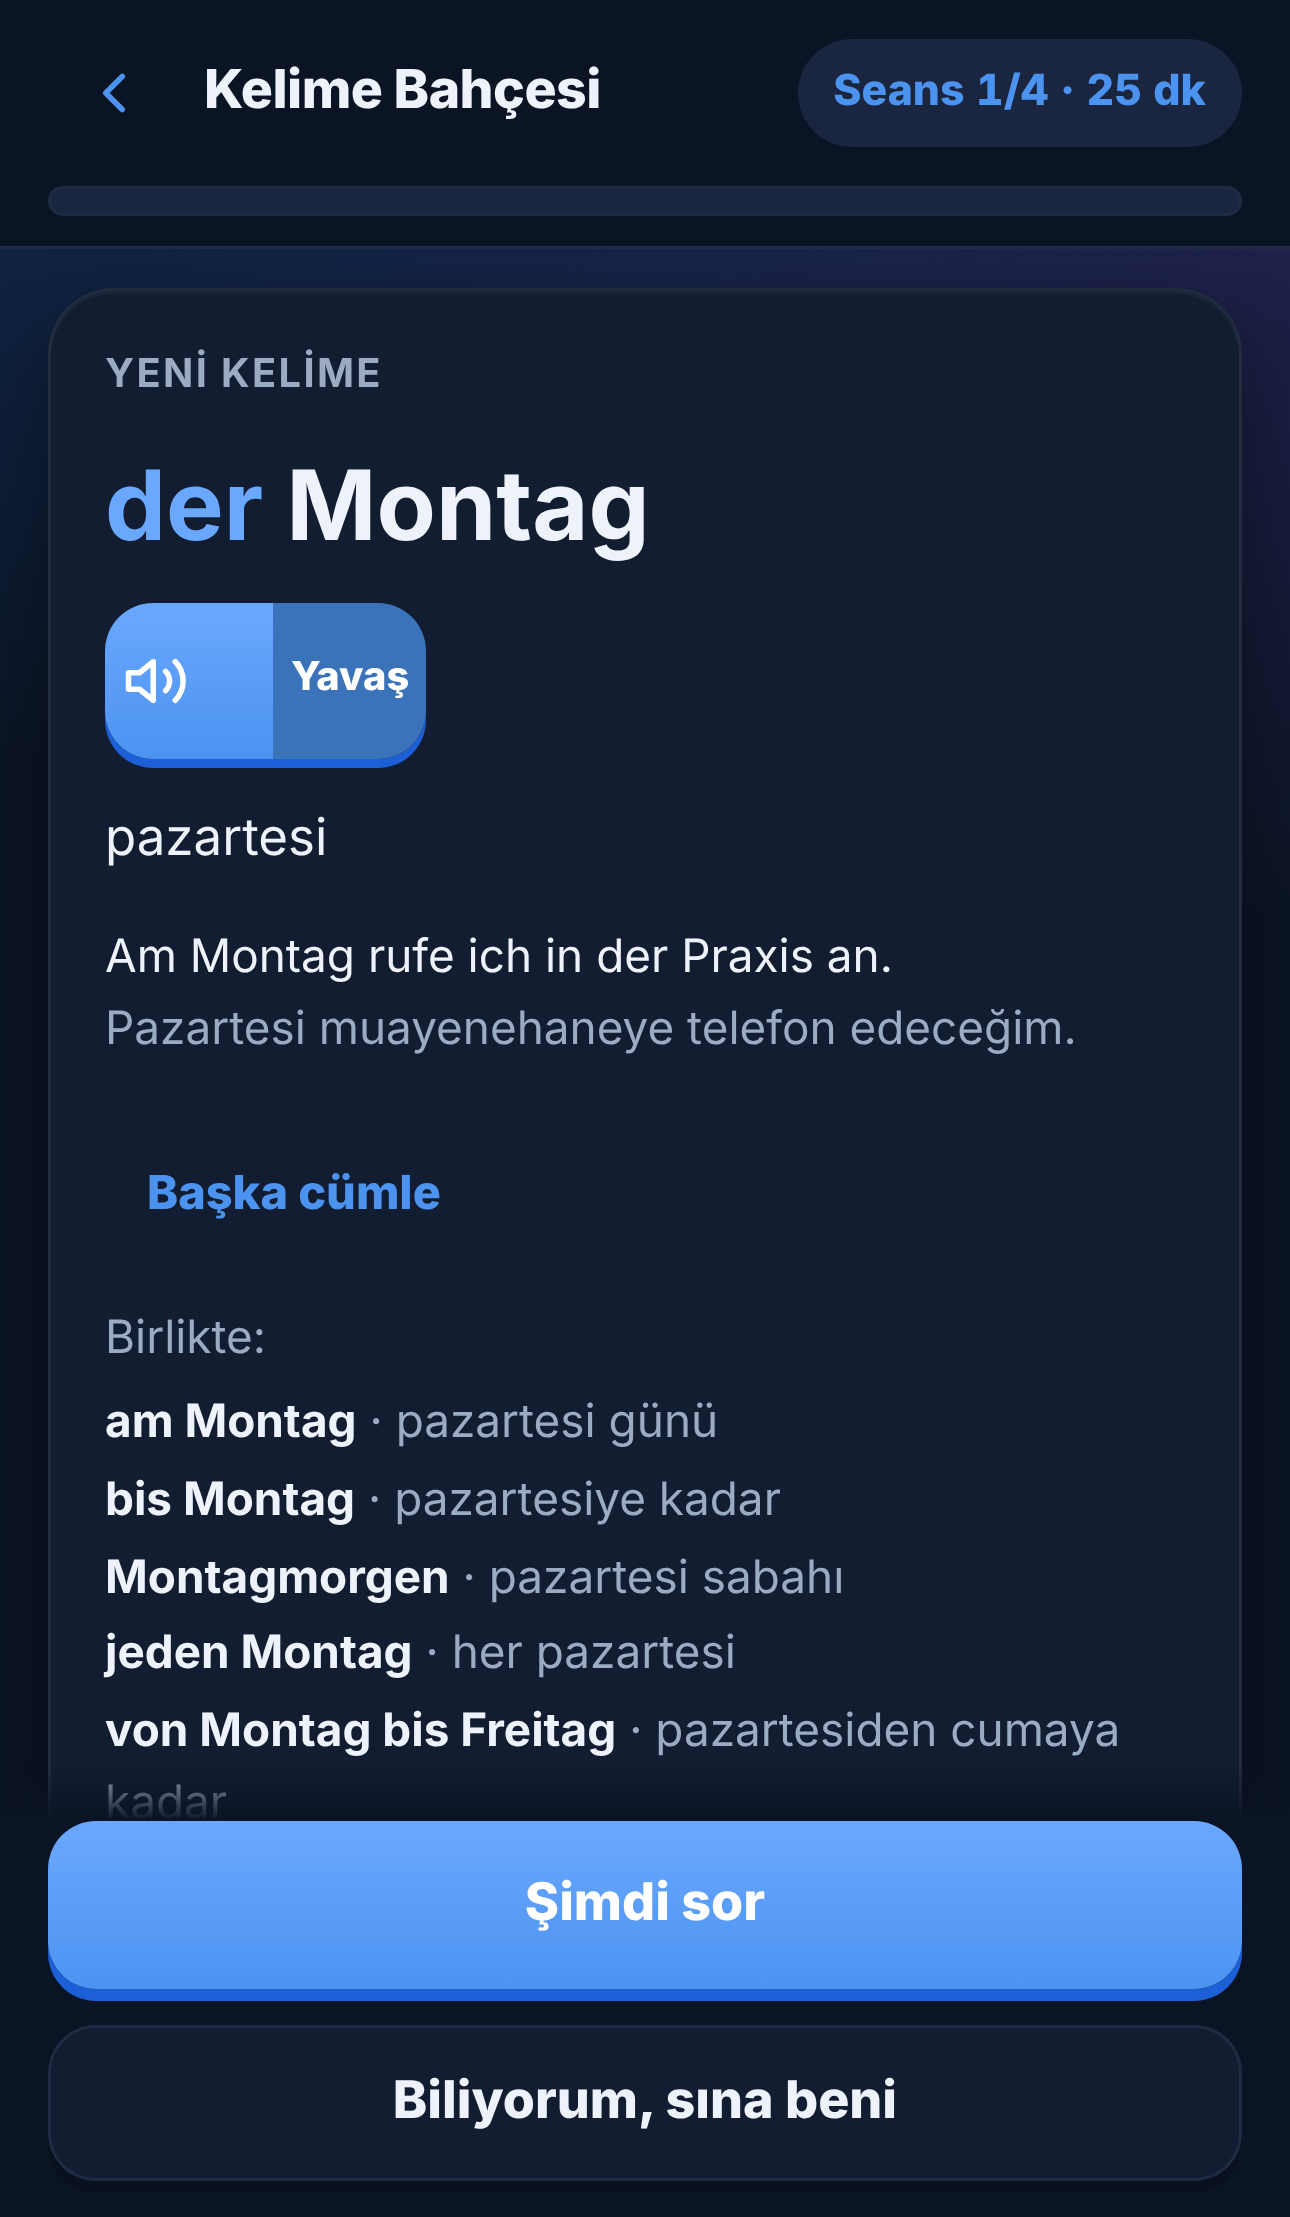 Kelime Bahçesi
Seans 1/4 · 25 dk
YENİ KELİME
der Montag
Yavaş
pazartesi
Am Montag rufe ich in der Praxis an.
Pazartesi muayenehaneye telefon edeceğim.
Başka cümle
Birlikte:
am Montag · pazartesi günü
bis Montag · pazartesiye kadar
Montagmorgen · pazartesi sabahı
jeden Montag · her pazartesi
von Montag bis Freitag · pazartesiden cumaya
kadar
Şimdi sor
Biliyorum, sına beni